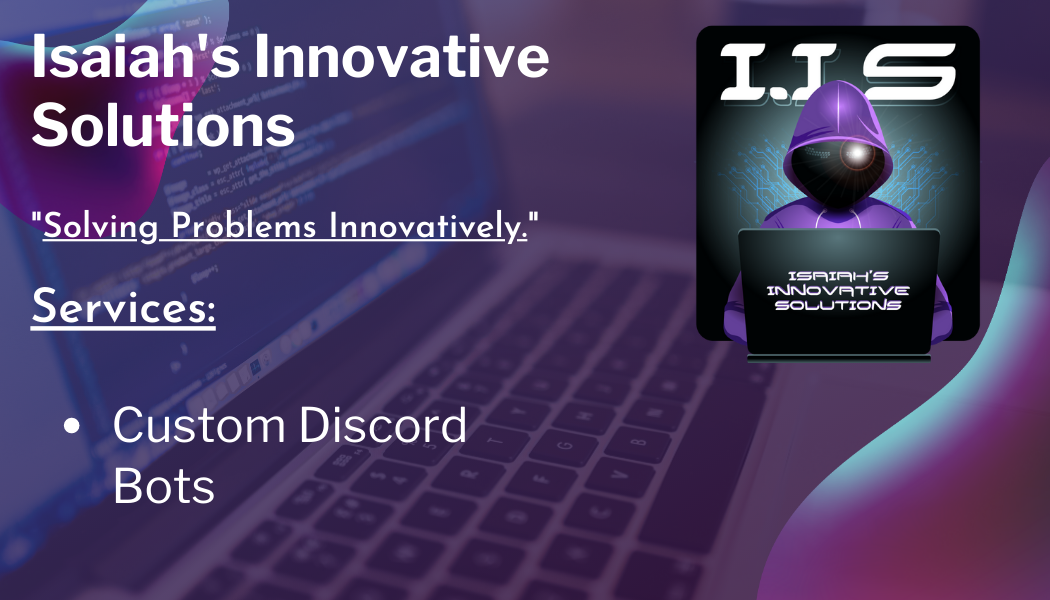 Isaiah's Innovative
Solutions
"Solving Problems Innovatively."
Services:
• Custom Discord
Bots
I.I.S
ISAIAH'S
INNOVATIVE
SOLUTIONS